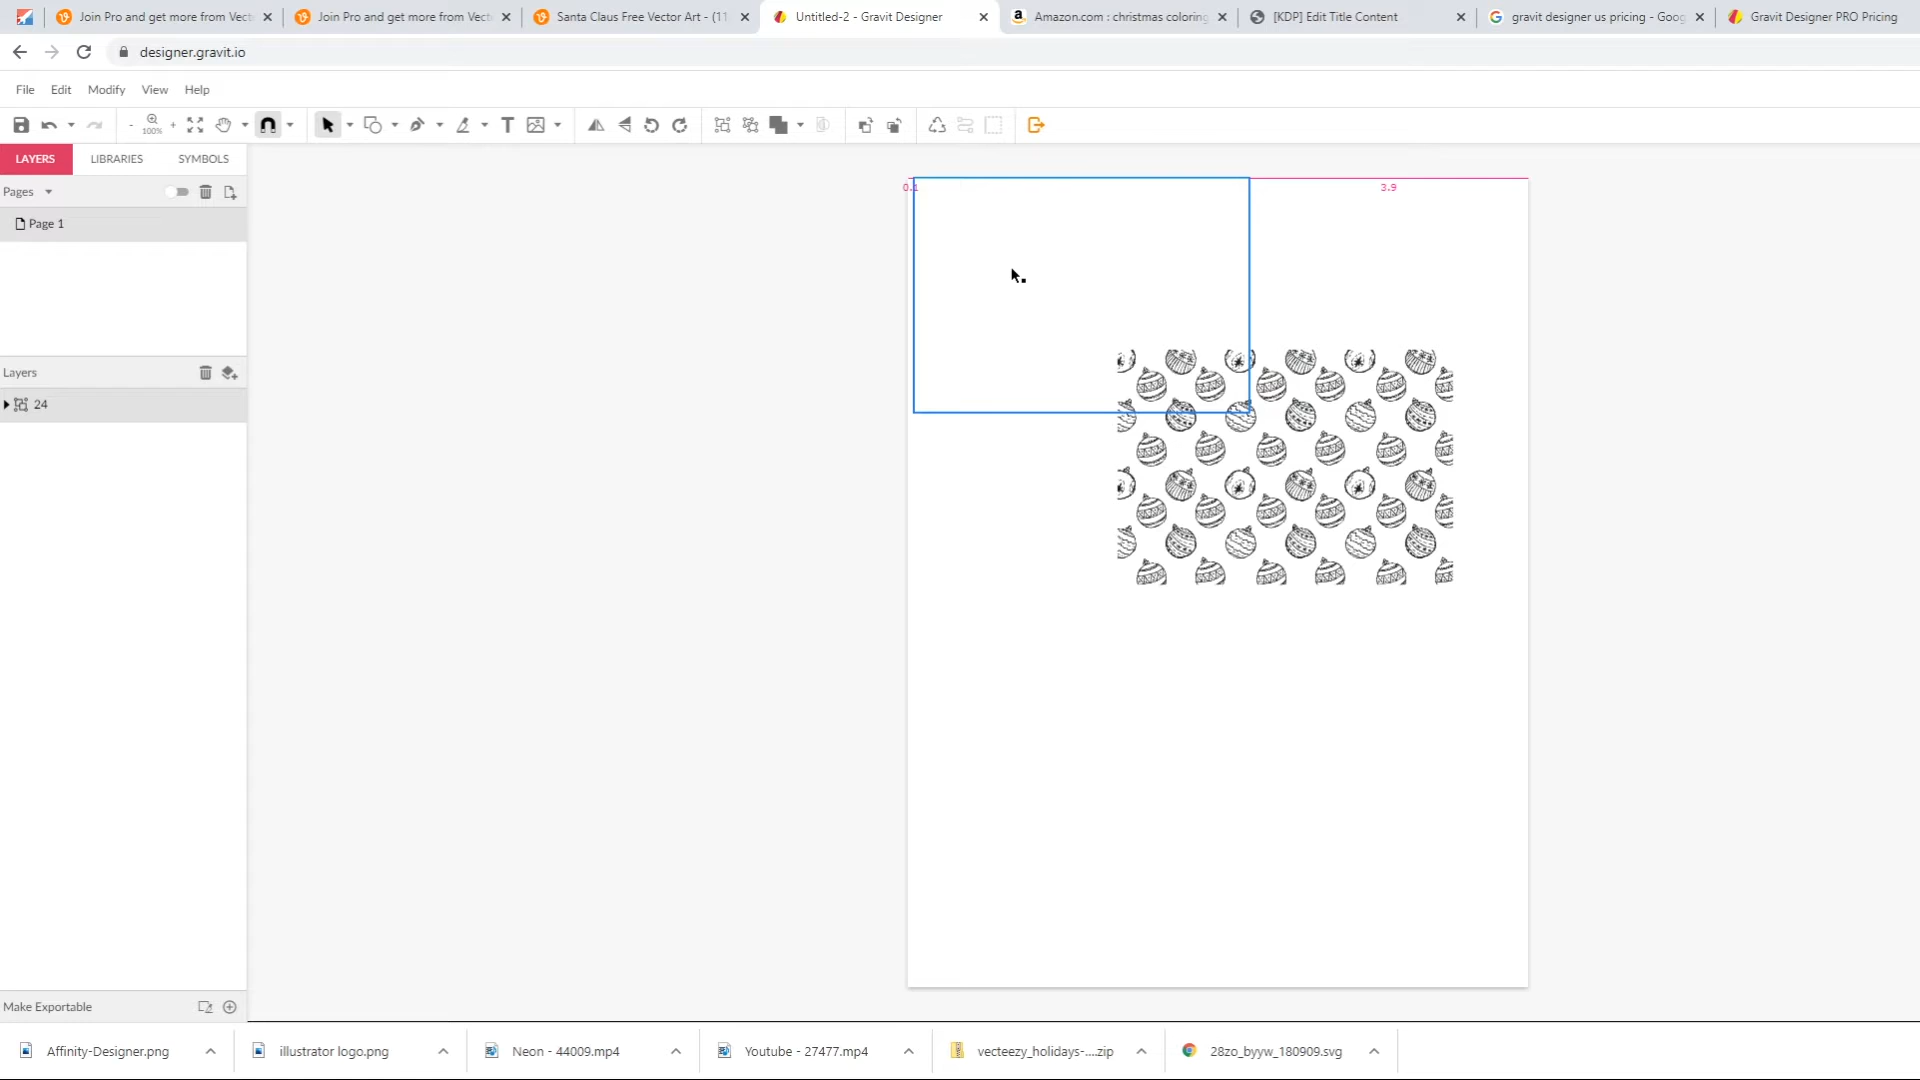 Join Pro and get more from Vect
Join Pro and get more from Vect
Santa Claus Free Vector Art - (11
Untitled-2 - Gravit Designer
Amazon.com : christmas coloring
[KDP] Edit Title Content
gravit designer us pricing - Goog
Gravit Designer PRO Pricing
designer.gravit.io
File Edit Modify View Help
- 100% +
LAYERS LIBRARIES SYMBOLS
Pages
Page 1
0.1
3.9
Layers
24
Make Exportable
Affinity-Designer.png
illustrator logo.png
Neon - 44009.mp4
Youtube - 27477.mp4
vecteezy_holidays-....zip
28zo_byyw_180909.svg